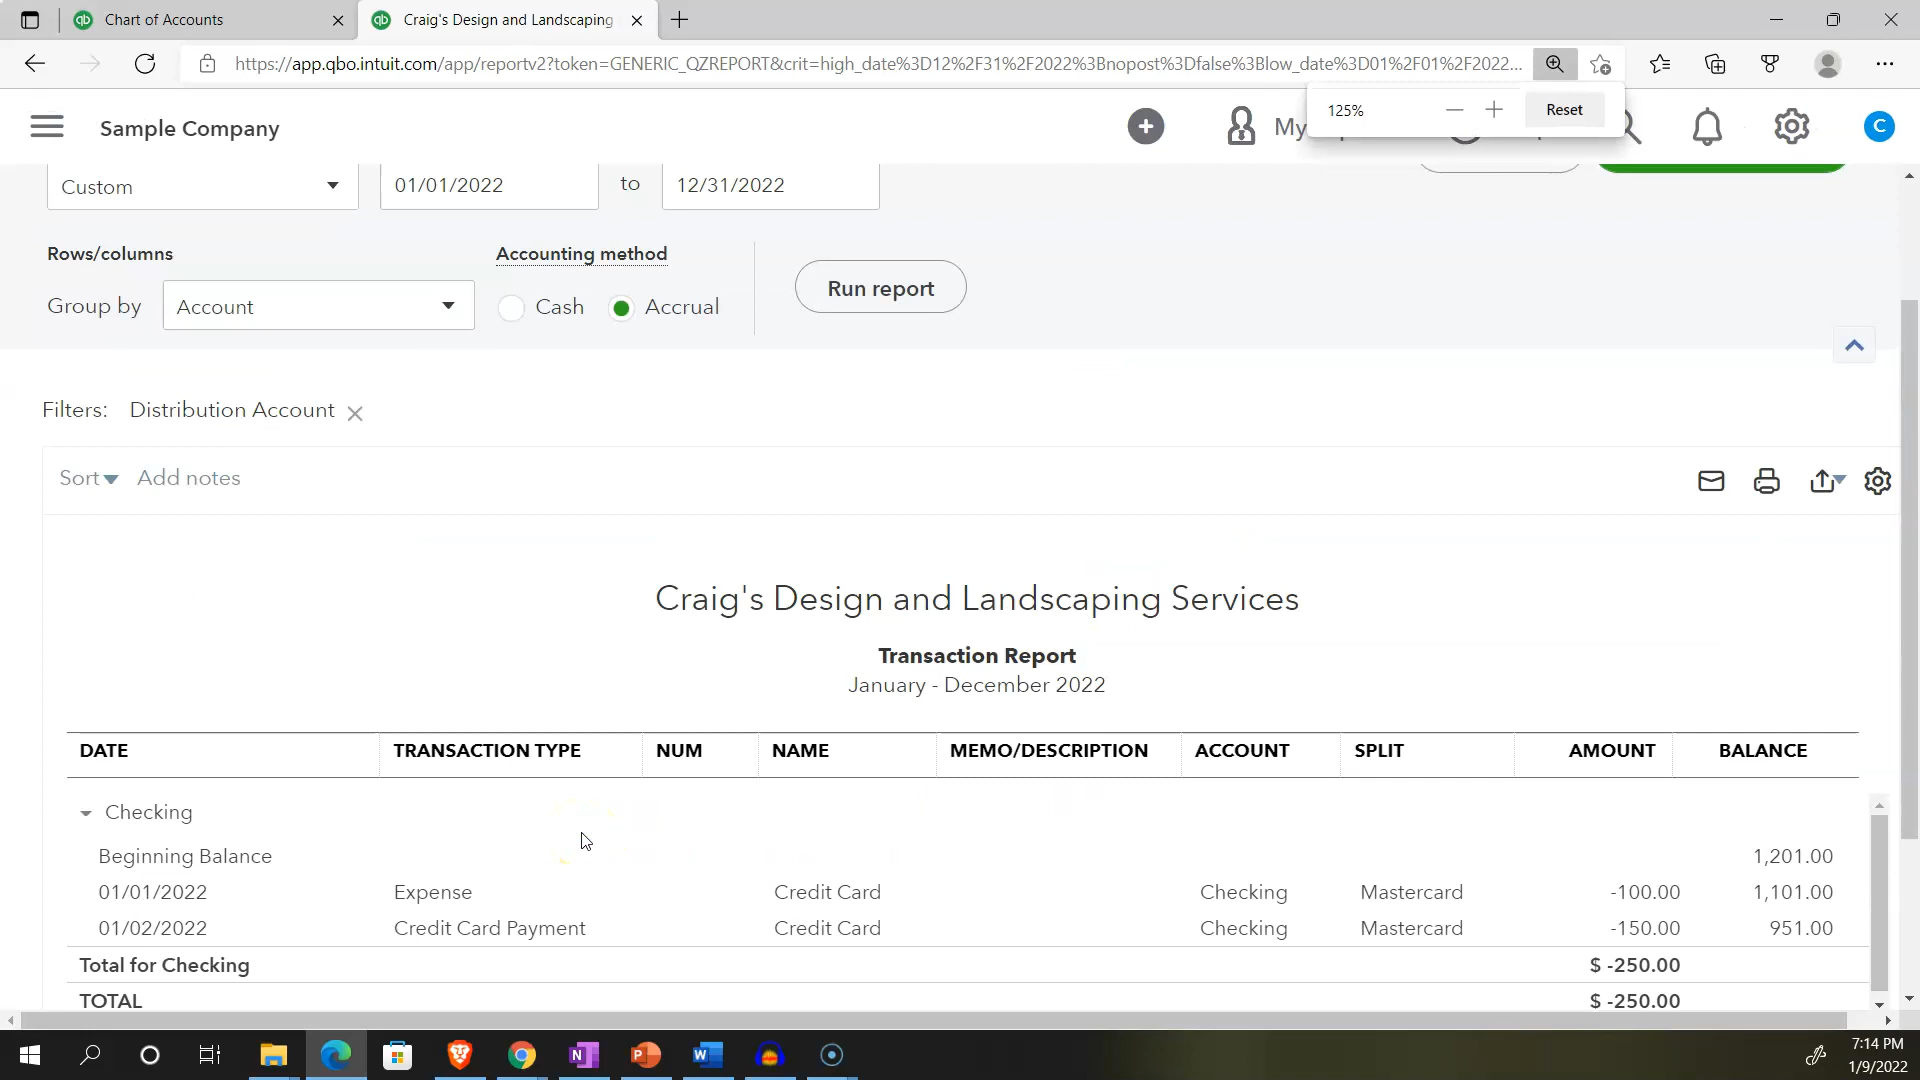 Chart of Accounts
Craig's Design and Landscaping
https://app.qbo.intuit.com/app/reportv2?token=GENERIC_QZREPORT&crit=high_date%3D12%2F31%2F2022%3Bnopost%3Dfalse%3Blow_date%3D01%2F01%2F2022...
125%
Reset
Sample Company
My
C
Custom
01/01/2022
to
12/31/2022
Rows/columns
Accounting method
Group by
Account
Cash
Accrual
Run report
Filters: Distribution Account
Sort
Add notes
Craig's Design and Landscaping Services
Transaction Report
January - December 2022
DATE TRANSACTION TYPE NUM NAME MEMO/DESCRIPTION ACCOUNT SPLIT AMOUNT BALANCE
Checking
Beginning Balance 1,201.00
01/01/2022 Expense Credit Card Checking Mastercard -100.00 1,101.00
01/02/2022 Credit Card Payment Credit Card Checking Mastercard -150.00 951.00
Total for Checking $ -250.00
TOTAL $ -250.00
7:14 PM
1/9/2022